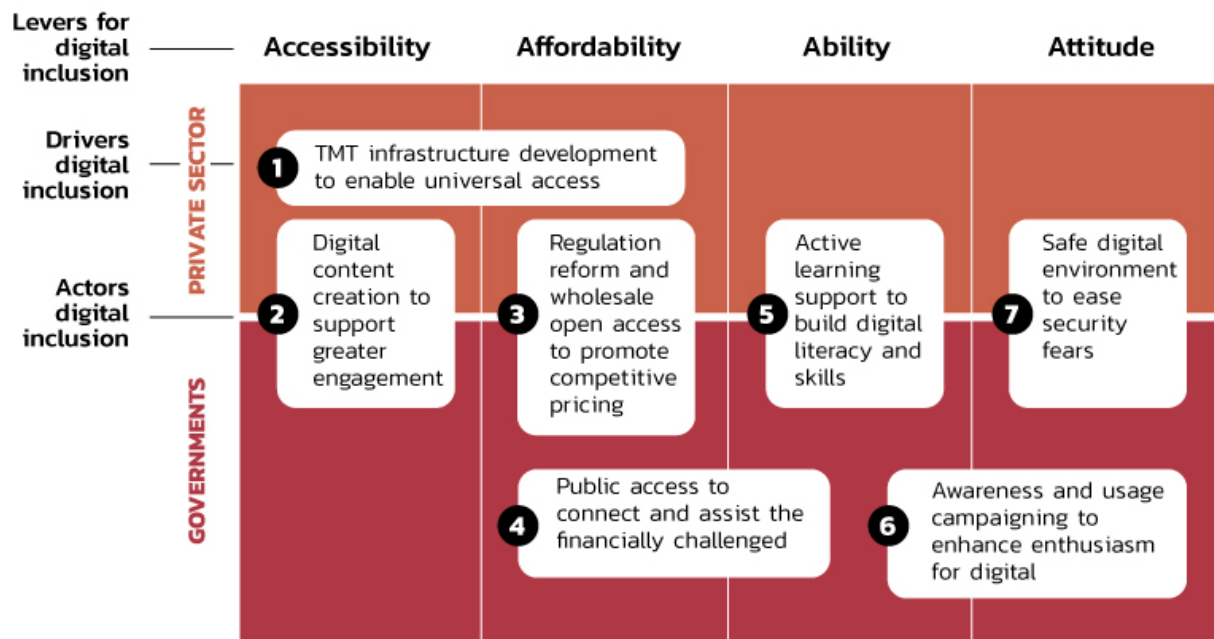 Levers for
digital
inclusion
Accessibility
Affordability
Ability
Attitude
Drivers
digital
inclusion
PRIVATE SECTOR
1
TMT infrastructure development
to enable universal access
Actors
digital
inclusion
2
Digital
content
creation to
support
greater
engagement
3
Regulation
reform and
wholesale
open access
to promote
competitive
pricing
5
Active
learning
support to
build digital
literacy and
skills
7
Safe digital
environment
to ease
security
fears
GOVERNMENTS
4
Public access to
connect and assist the
financially challenged
6
Awareness and usage
campaigning to
enhance enthusiasm
for digital